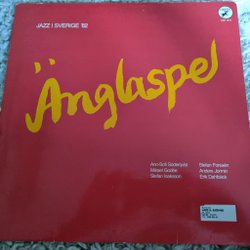 JAZZ I SVERIGE '82
Änglaspel
Ann-Sofi Söderqvist
Mikael Godée
Stefan Isaksson
Stefan Forssén
Anders Jormin
Erik Dahlbäck